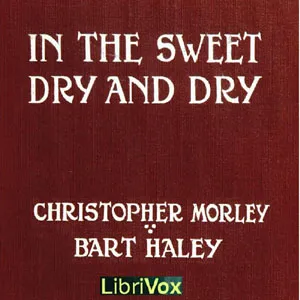 IN THE SWEET
DRY AND DRY
CHRISTOPHER MORLEY
BART HALEY
LibriVox